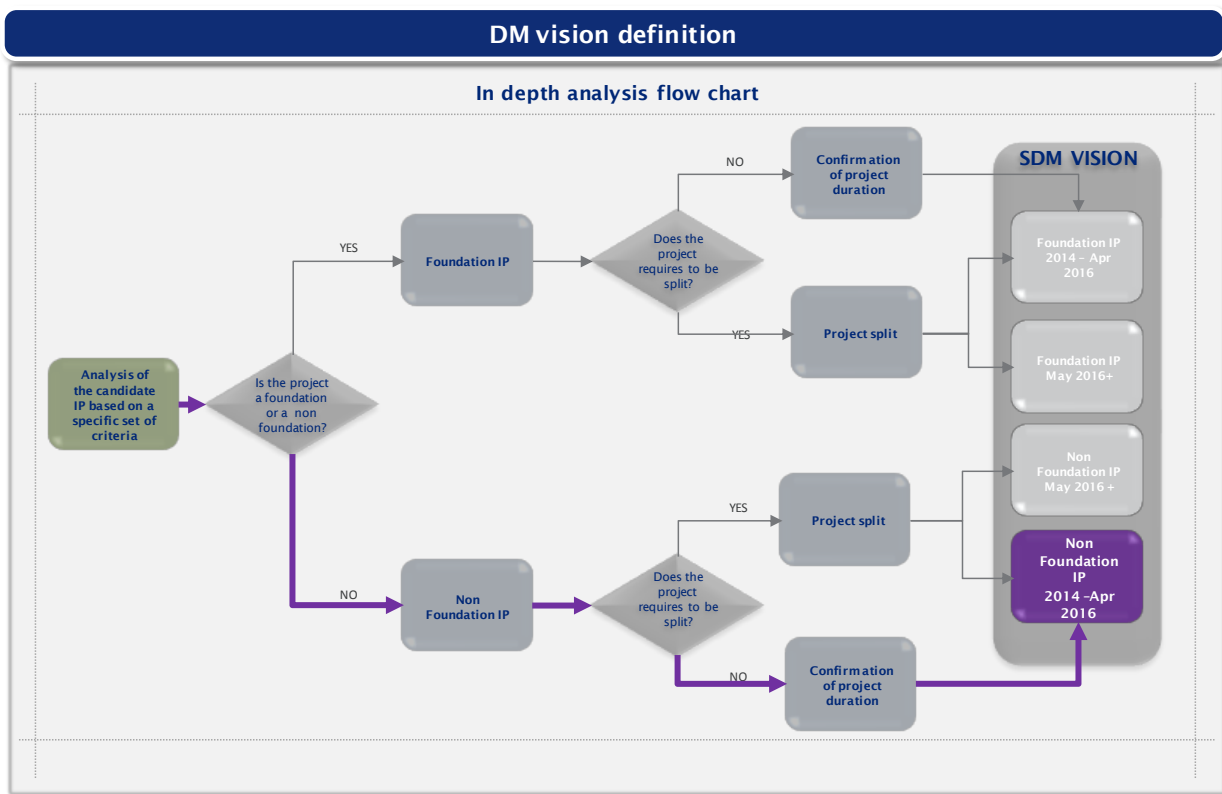 DM vision definition
In depth analysis flow chart
Analysis of
the candidate
IP based on a
specific set of
criteria
Is the project
a foundation
or a non
foundation?
YES
Foundation IP
Does the
project
requires to be
split?
NO
Confirmation
of project
duration
YES
Project split
NO
Non
Foundation IP
Does the
project
requires to be
split?
YES
Project split
NO
Confirmation
of project
duration
SDM VISION
Foundation IP
2014 – Apr
2016
Foundation IP
May 2016+
Non
Foundation IP
May 2016 +
Non
Foundation
IP
2014 –Apr
2016